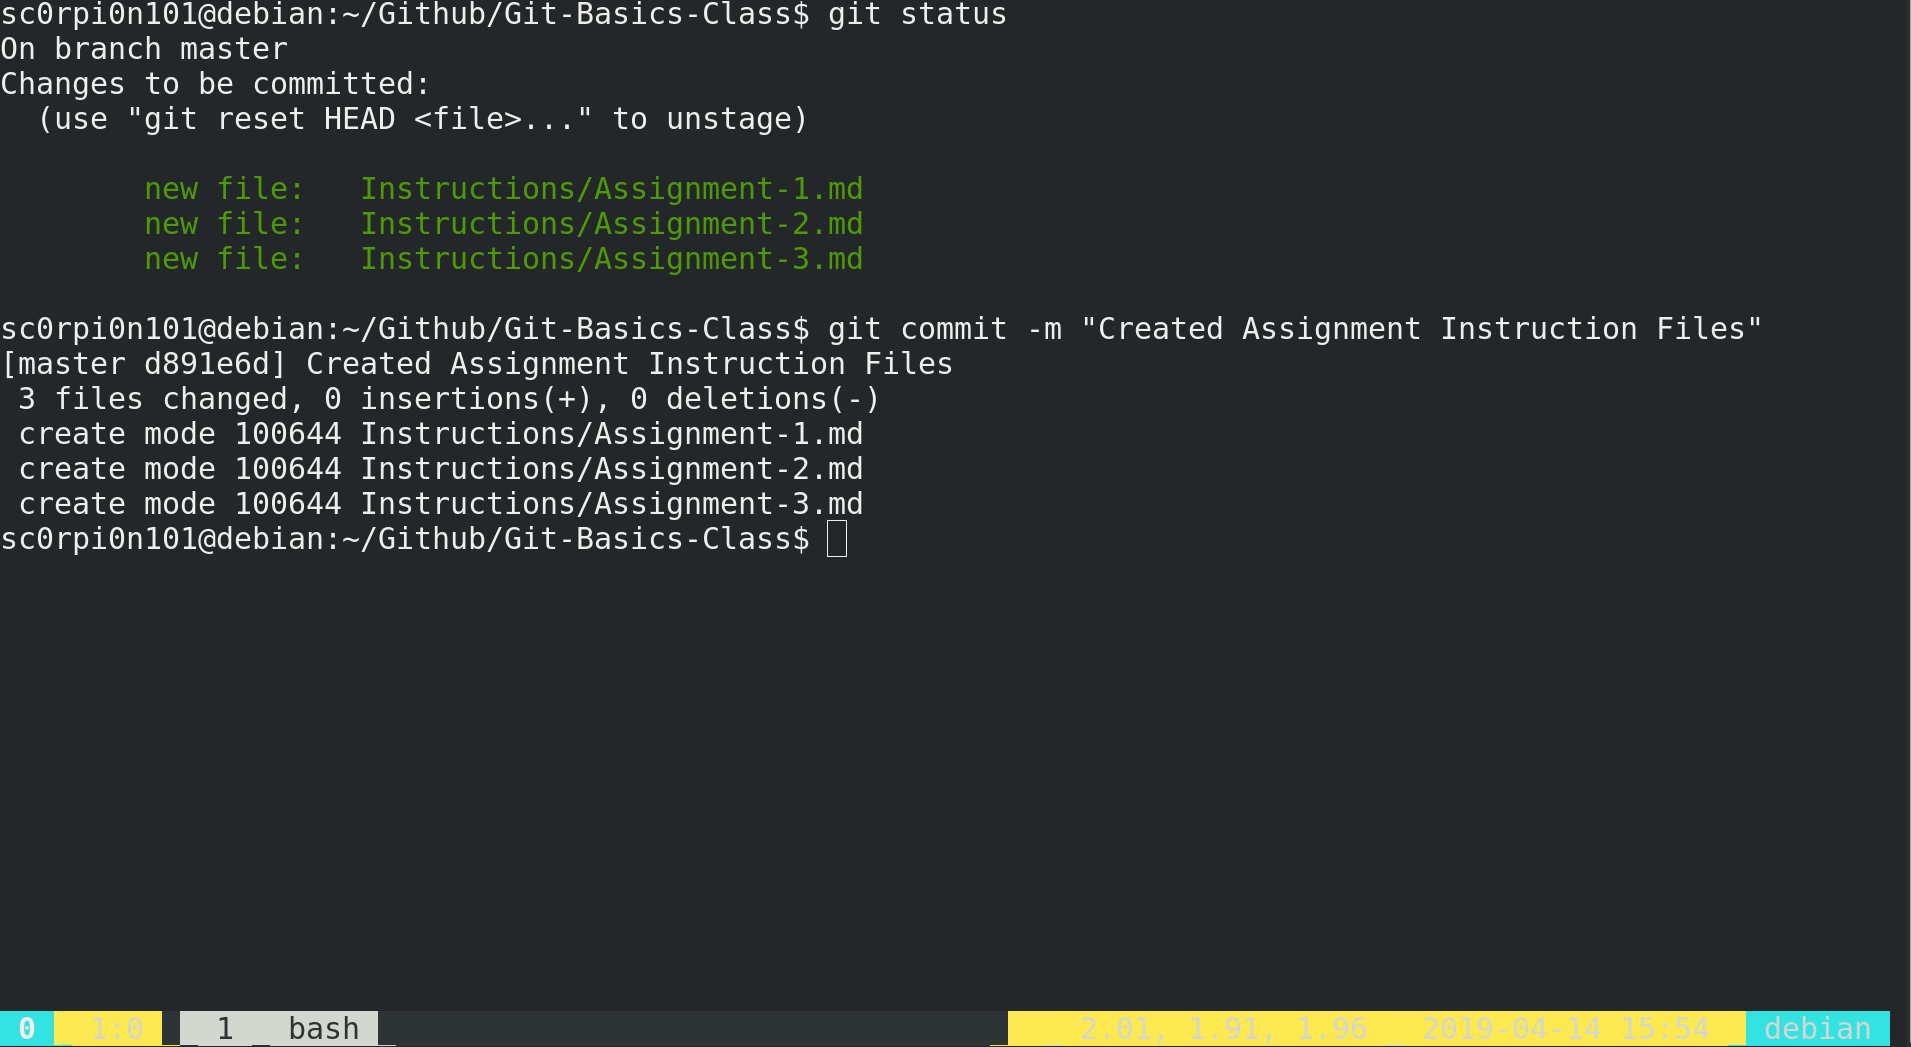 sc0rpi0n101@debian:~/Github/Git-Basics-Class$ git status
On branch master
Changes to be committed:
  (use "git reset HEAD <file>..." to unstage)

        new file:   Instructions/Assignment-1.md
        new file:   Instructions/Assignment-2.md
        new file:   Instructions/Assignment-3.md

sc0rpi0n101@debian:~/Github/Git-Basics-Class$ git commit -m "Created Assignment Instruction Files"
[master d891e6d] Created Assignment Instruction Files
 3 files changed, 0 insertions(+), 0 deletions(-)
 create mode 100644 Instructions/Assignment-1.md
 create mode 100644 Instructions/Assignment-2.md
 create mode 100644 Instructions/Assignment-3.md
sc0rpi0n101@debian:~/Github/Git-Basics-Class$
0 1:0 1 bash 2.01, 1.91, 1.96 2019-04-14 15:54 debian